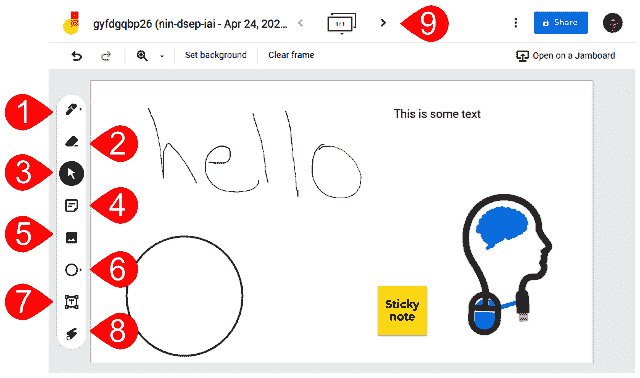 gyfdgqbp26 (nin-dsep-iai - Apr 24, 202...
1/1
9
Share
Set background
Clear frame
Open on a Jamboard
1
2
3
4
5
6
7
8
hello
This is some text
Sticky
note